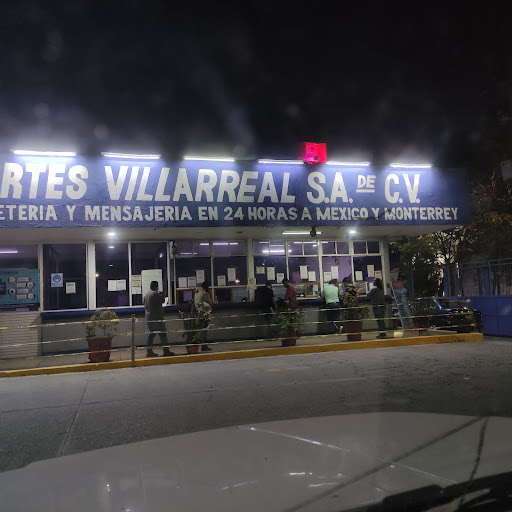 RTES VILLARREAL S.A. DE C.V.
ETERIA Y MENSAJERIA EN 24 HORAS A MEXICO Y MONTERREY